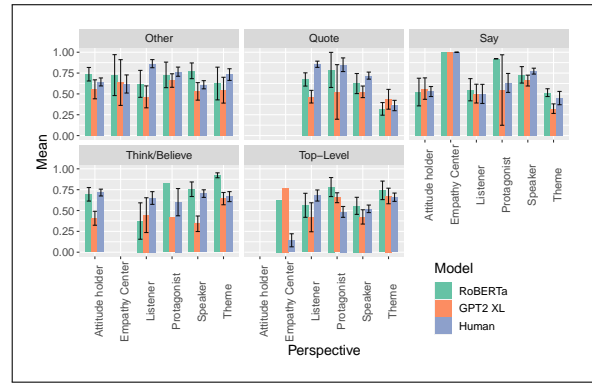 Other
Quote
Say
1.00
0.75
0.50
0.25
0.00
Think/Believe
Top−Level
1.00
0.75
0.50
0.25
0.00
Mean
Attitude holder
Empathy Center
Listener
Protagonist
Speaker
Theme
Attitude holder
Empathy Center
Listener
Protagonist
Speaker
Theme
Attitude holder
Empathy Center
Listener
Protagonist
Speaker
Theme
Perspective
Model
RoBERTa
GPT2 XL
Human